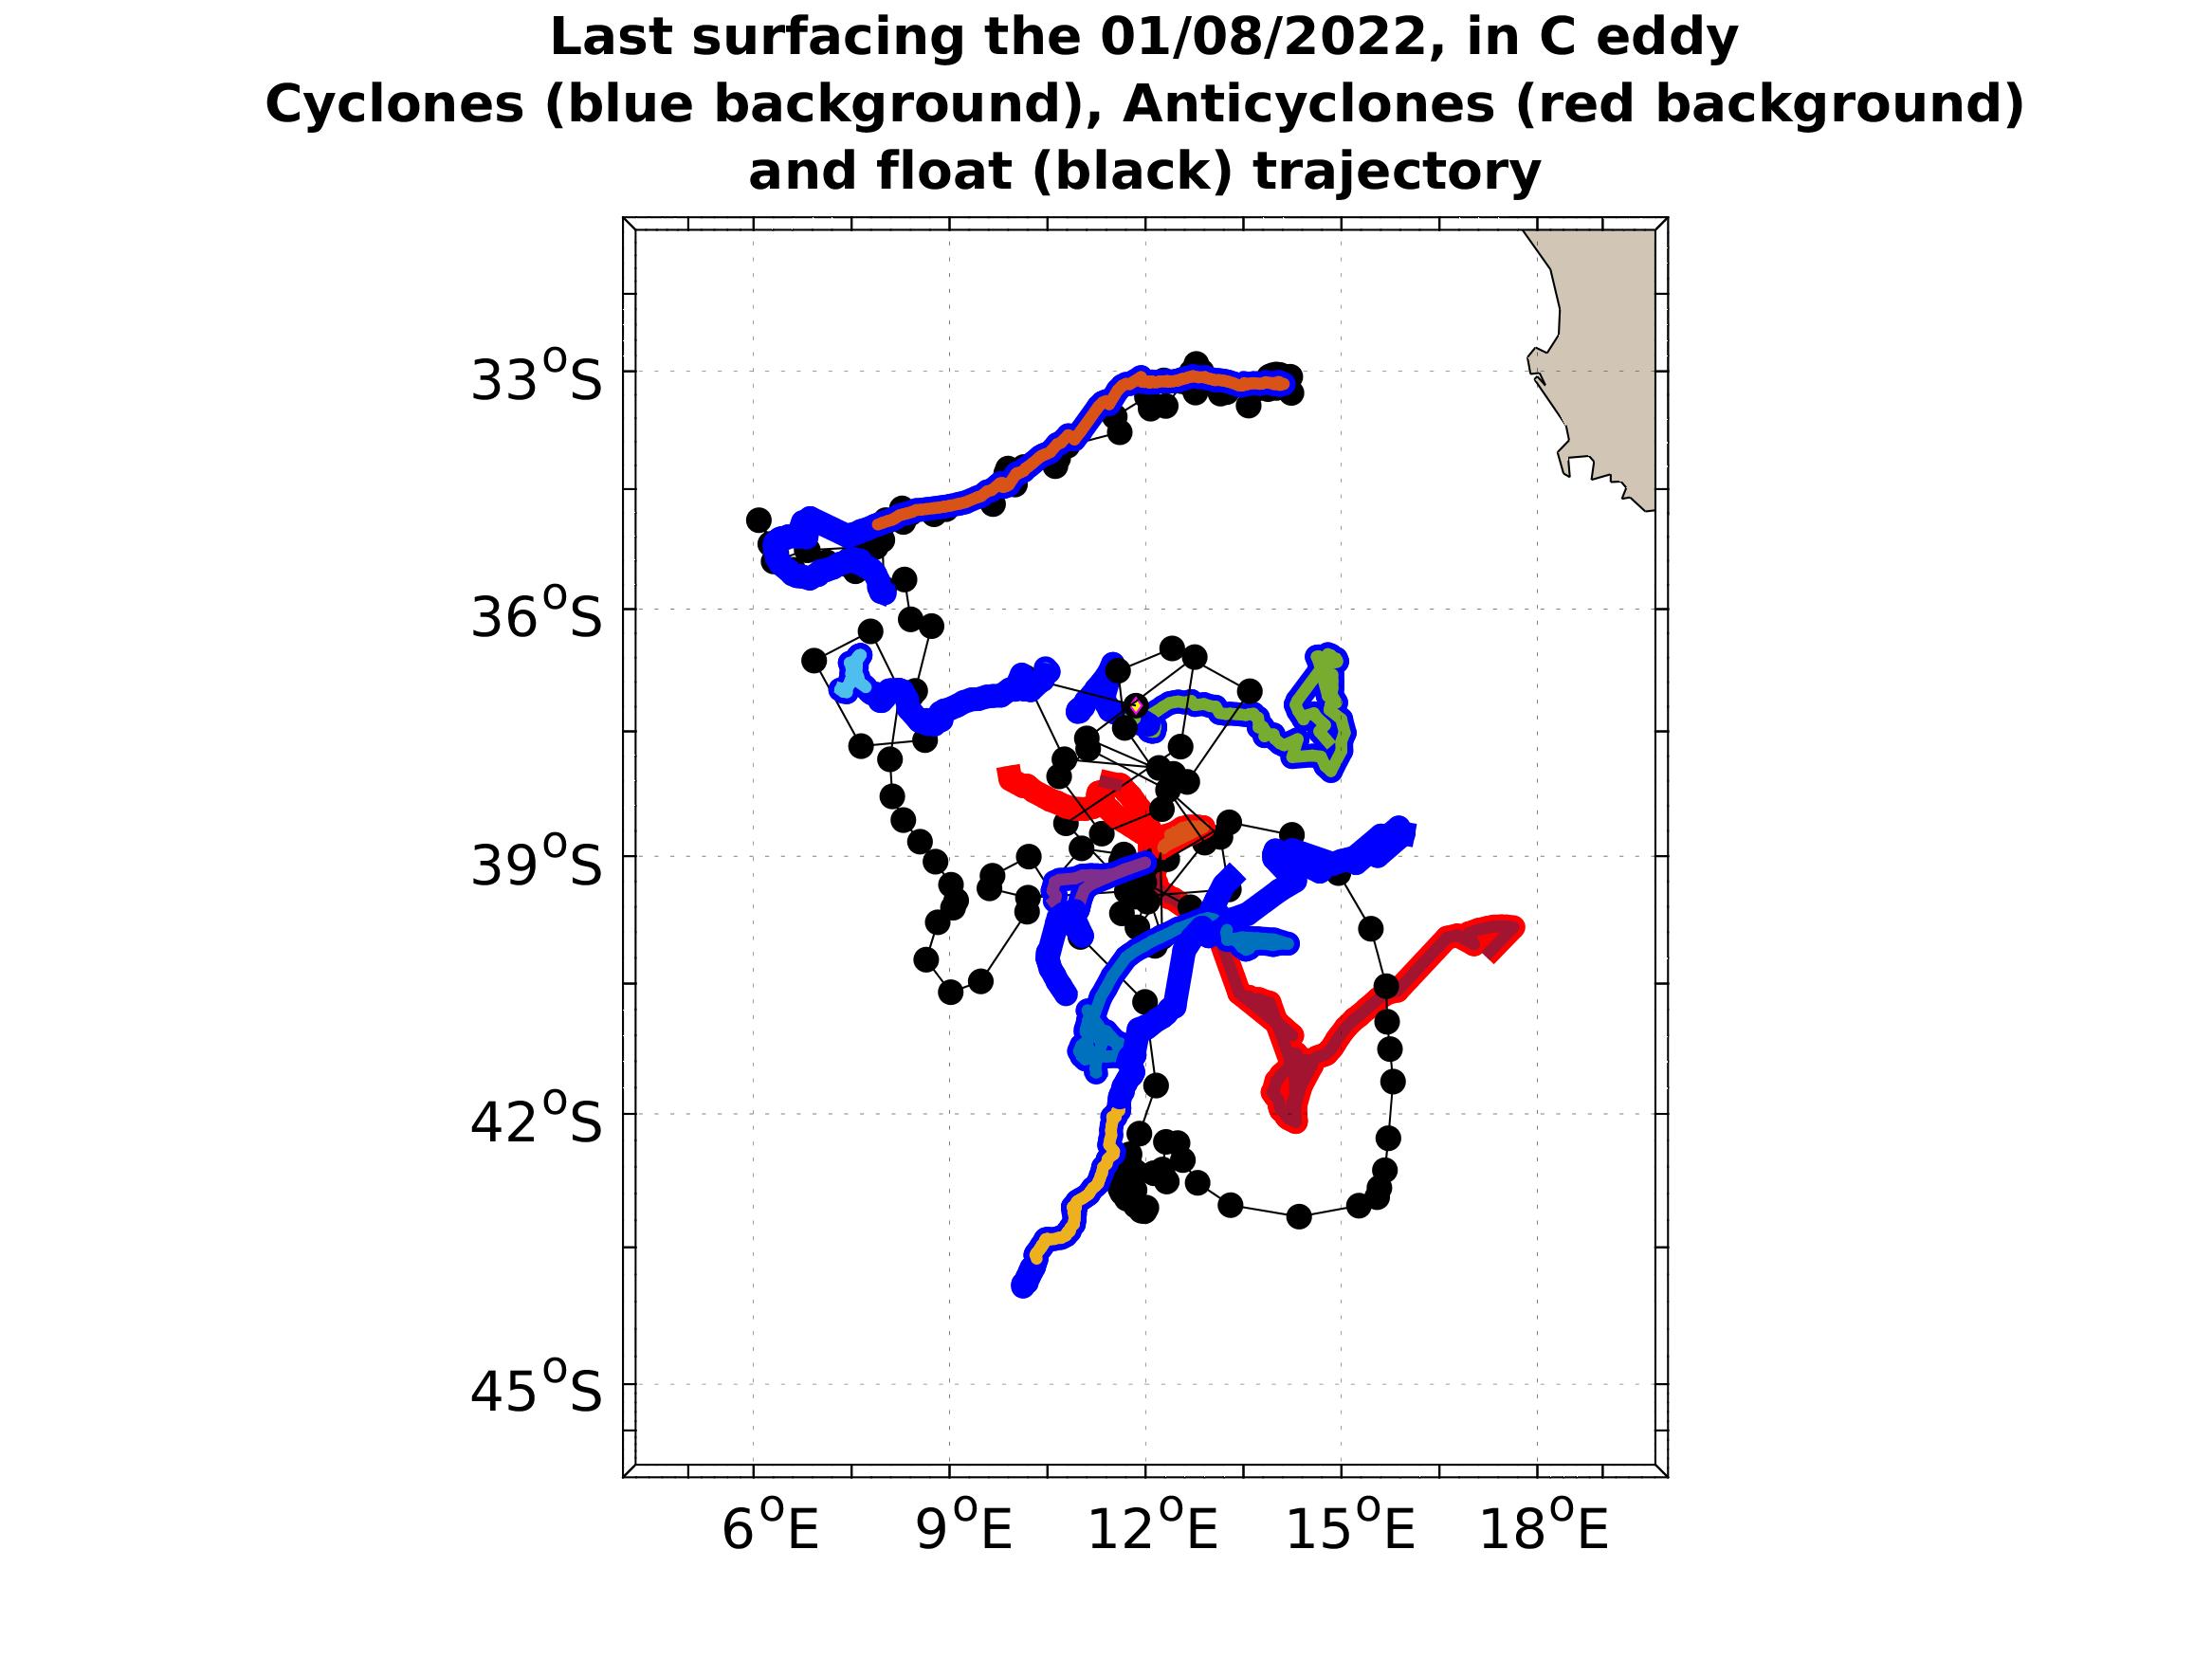 Last surfacing the 01/08/2022, in C eddy
Cyclones (blue background), Anticyclones (red background)
and float (black) trajectory
33°S
36°S
39°S
42°S
45°S
6°E 9°E 12°E 15°E 18°E